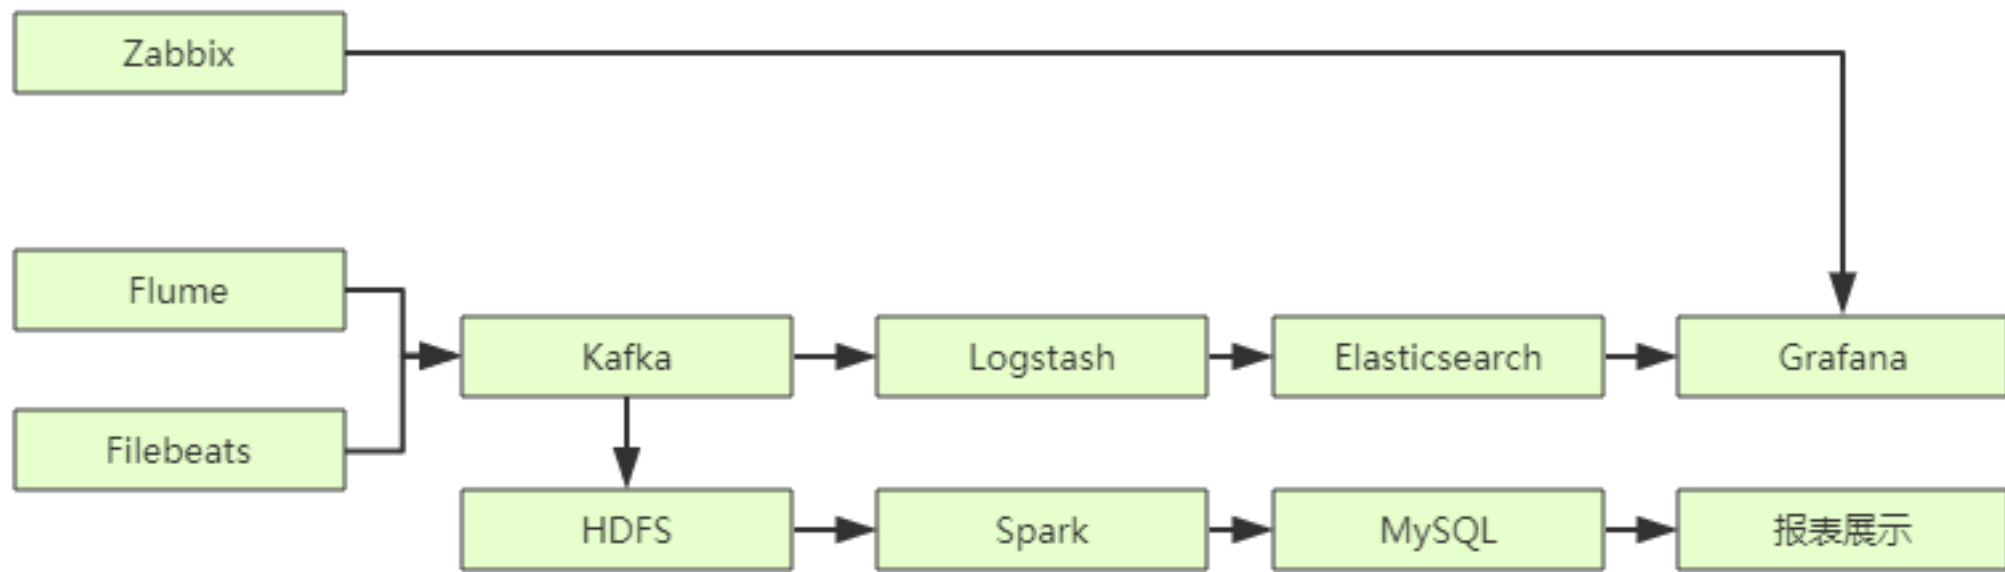 Zabbix
Flume
Filebeats
Kafka
Logstash
Elasticsearch
Grafana
HDFS
Spark
MySQL
报表展示